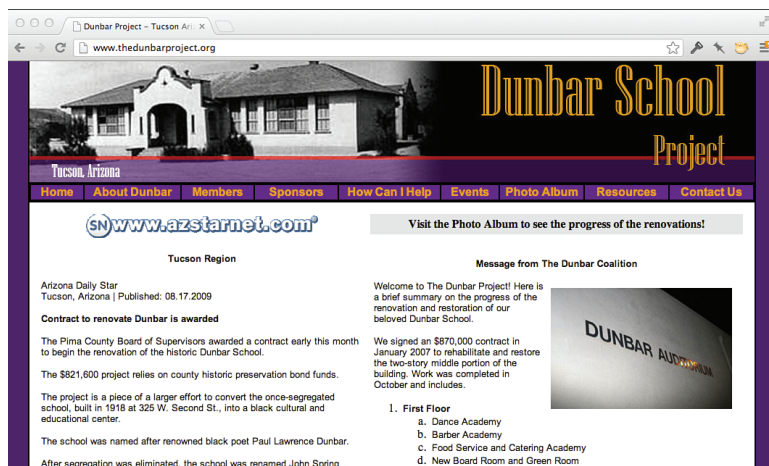 Dunbar Project – Tucson Ari
www.thedunbarproject.org
Dunbar School
Project
Tucson, Arizona
Home About Dunbar Members Sponsors How Can I Help Events Photo Album Resources Contact Us
SN www.azstarnet.com®
Tucson Region
Arizona Daily Star
Tucson, Arizona | Published: 08.17.2009
Contract to renovate Dunbar is awarded
The Pima County Board of Supervisors awarded a contract early this month
to begin the renovation of the historic Dunbar School.
The $821,600 project relies on county historic preservation bond funds.
The project is a piece of a larger effort to convert the once-segregated
school, built in 1918 at 325 W. Second St., into a black cultural and
educational center.
The school was named after renowned black poet Paul Lawrence Dunbar.
After segregation was eliminated, the school was renamed John Spring
Visit the Photo Album to see the progress of the renovations!
Message from The Dunbar Coalition
Welcome to The Dunbar Project! Here is
a brief summary on the progress of the
renovation and restoration of our
beloved Dunbar School.
We signed an $870,000 contract in
January 2007 to rehabilitate and restore
the two-story middle portion of the
building. Work was completed in
October and includes.
1. First Floor
a. Dance Academy
b. Barber Academy
c. Food Service and Catering Academy
d. New Board Room and Green Room
DUNBAR AUDITORIUM